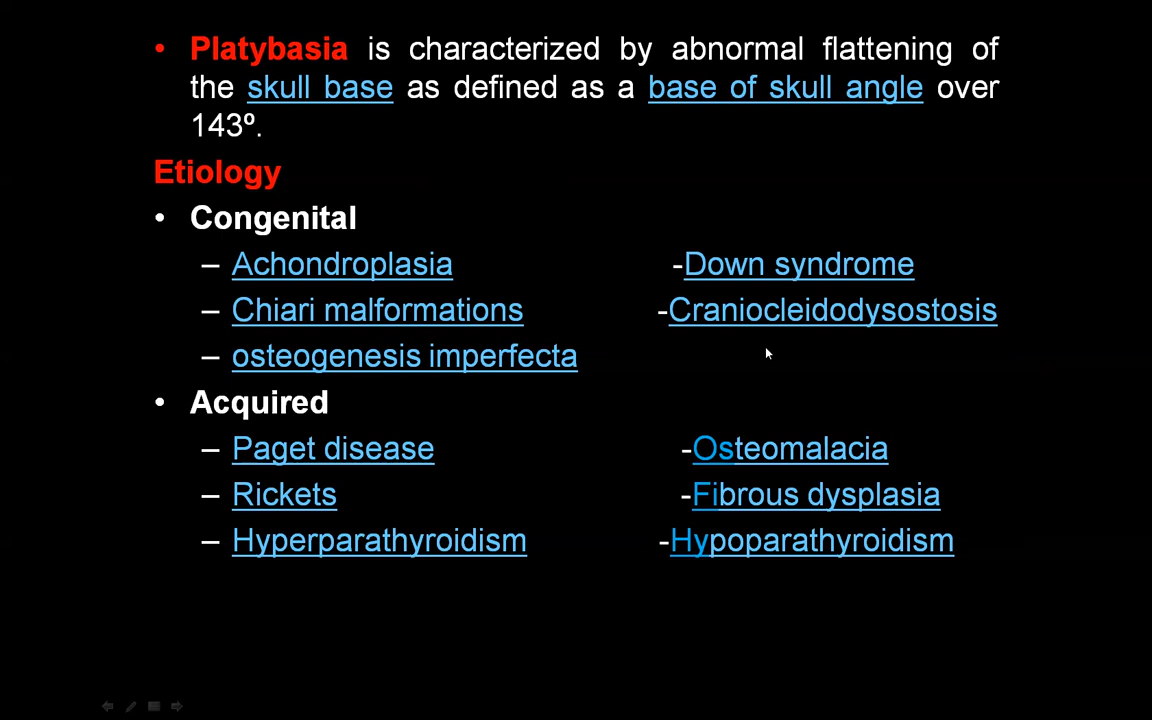 • Platybasia is characterized by abnormal flattening of
the skull base as defined as a base of skull angle over
143º.
Etiology
• Congenital
– Achondroplasia -Down syndrome
– Chiari malformations -Craniocleidodysostosis
– osteogenesis imperfecta
• Acquired
– Paget disease -Osteomalacia
– Rickets -Fibrous dysplasia
– Hyperparathyroidism -Hypoparathyroidism